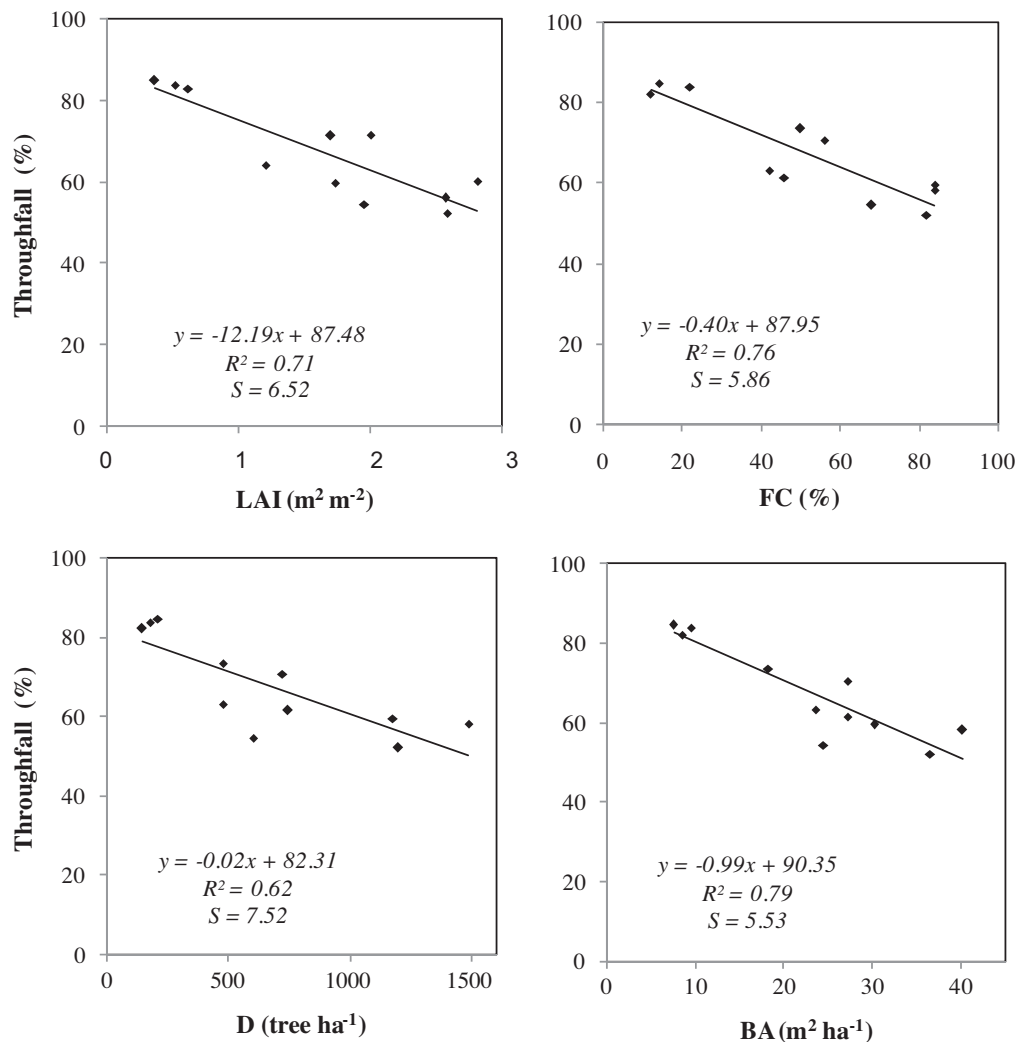 100
80
60
40
20
0
Throughfall (%)
y = -12.19x + 87.48
R² = 0.71
S = 6.52
0 1 2 3
LAI (m² m⁻²)
100
80
60
40
20
0
y = -0.40x + 87.95
R² = 0.76
S = 5.86
0 20 40 60 80 100
FC (%)
100
80
60
40
20
0
Throughfall (%)
y = -0.02x + 82.31
R² = 0.62
S = 7.52
0 500 1000 1500
D (tree ha⁻¹)
100
80
60
40
20
0
y = -0.99x + 90.35
R² = 0.79
S = 5.53
0 10 20 30 40
BA (m² ha⁻¹)